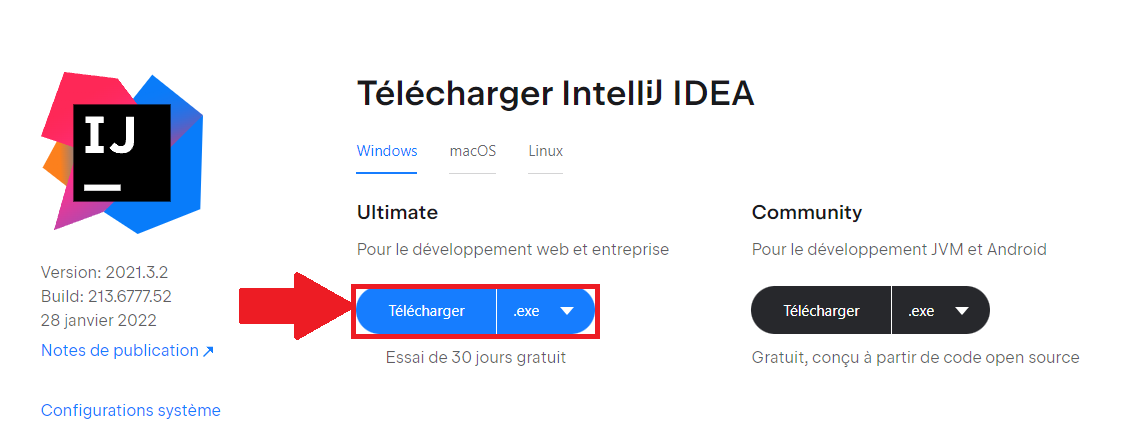 IJ
Télécharger IntelliJ IDEA
Windows macOS Linux
Ultimate
Pour le développement web et entreprise
Télécharger .exe
Essai de 30 jours gratuit
Community
Pour le développement JVM et Android
Télécharger .exe
Gratuit, conçu à partir de code open source
Version: 2021.3.2
Build: 213.6777.52
28 janvier 2022
Notes de publication ↗
Configurations système